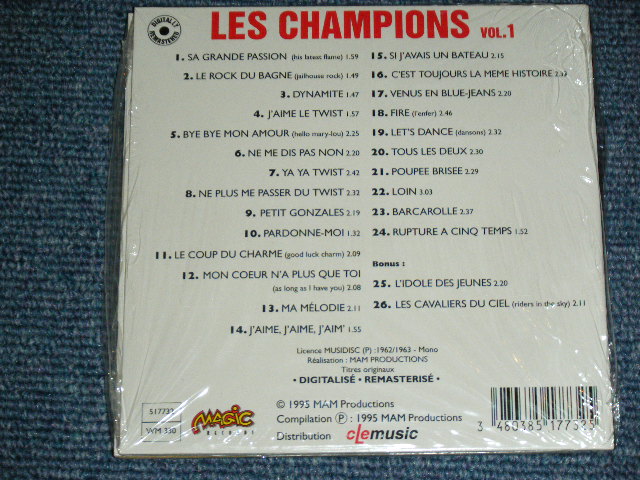 DIGITALLY REMASTERED
LES CHAMPIONS VOL.1
1. SA GRANDE PASSION (his latext flame) 1.59
2. LE ROCK DU BAGNE (jailhouse rock) 1.49
3. DYNAMITE 1.47
4. J'AIME LE TWIST 1.57
5. BYE BYE MON AMOUR (hello mary-lou) 2.25
6. NE ME DIS PAS NON 2.20
7. YA YA TWIST 2.42
8. NE PLUS ME PASSER DU TWIST 2.32
9. PETIT GONZALES 2.19
10. PARDONNE-MOI 1.32
11. LE COUP DU CHARME (good luck charm) 2.09
12. MON COEUR N'A PLUS QUE TOI
(as long as I have you) 2.08
13. MA MÉLODIE 2.11
14. J'AIME, J'AIME, J'AIM' 1.55
15. SI J'AVAIS UN BATEAU 2.15
16. C'EST TOUJOURS LA MEME HISTOIRE
17. VENUS EN BLUE-JEANS 2.20
18. FIRE (l'enfer) 2.46
19. LET'S DANCE (dansons) 2.32
20. TOUS LES DEUX 2.30
21. POUPEE BRISEE 2.29
22. LOIN 3.03
23. BARCAROLLE 2.37
24. RUPTURE A CINQ TEMPS 1.52
Bonus :
25. L'IDOLE DES JEUNES 2.20
26. LES CAVALIERS DU CIEL (riders in the sky) 2.11
Licence MUSIDISC (P) :1962/1963 - Mono
Réalisation : MAM PRODUCTIONS
Titres originaux
• DIGITALISÉ • REMASTERISÉ •
WM 330
MAGIC
RECORDS
© 1995 MAM Productions
Compilation Ⓟ : 1995 MAM Productions
Distribution clemusic
3 480385 177325